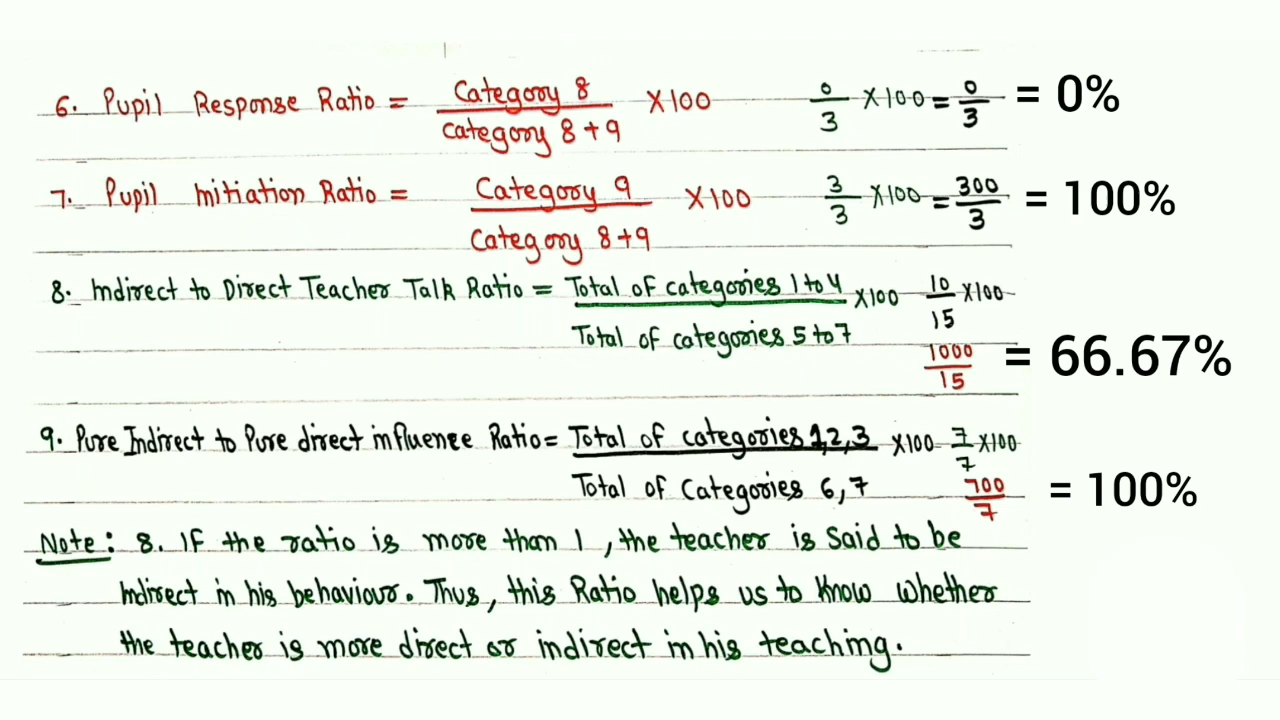 6. Pupil Response Ratio = Category 8 / Category 8+9 X100 0/3 X100 = 0/3 = 0%
7. Pupil Initiation Ratio = Category 9 / Category 8+9 X100 3/3 X100 = 300/3 = 100%
8. Indirect to Direct Teacher Talk Ratio = Total of categories 1 to 4 / Total of categories 5 to 7 X100 10/15 X100
1000/15 = 66.67%
9. Pure Indirect to Pure direct influence Ratio = Total of categories 1,2,3 / Total of Categories 6,7 X100 7/7 X100
700/7 = 100%
Note: 8. If the ratio is more than 1, the teacher is said to be
Indirect in his behaviour. Thus, this Ratio helps us to know whether
the teacher is more direct or indirect in his teaching.